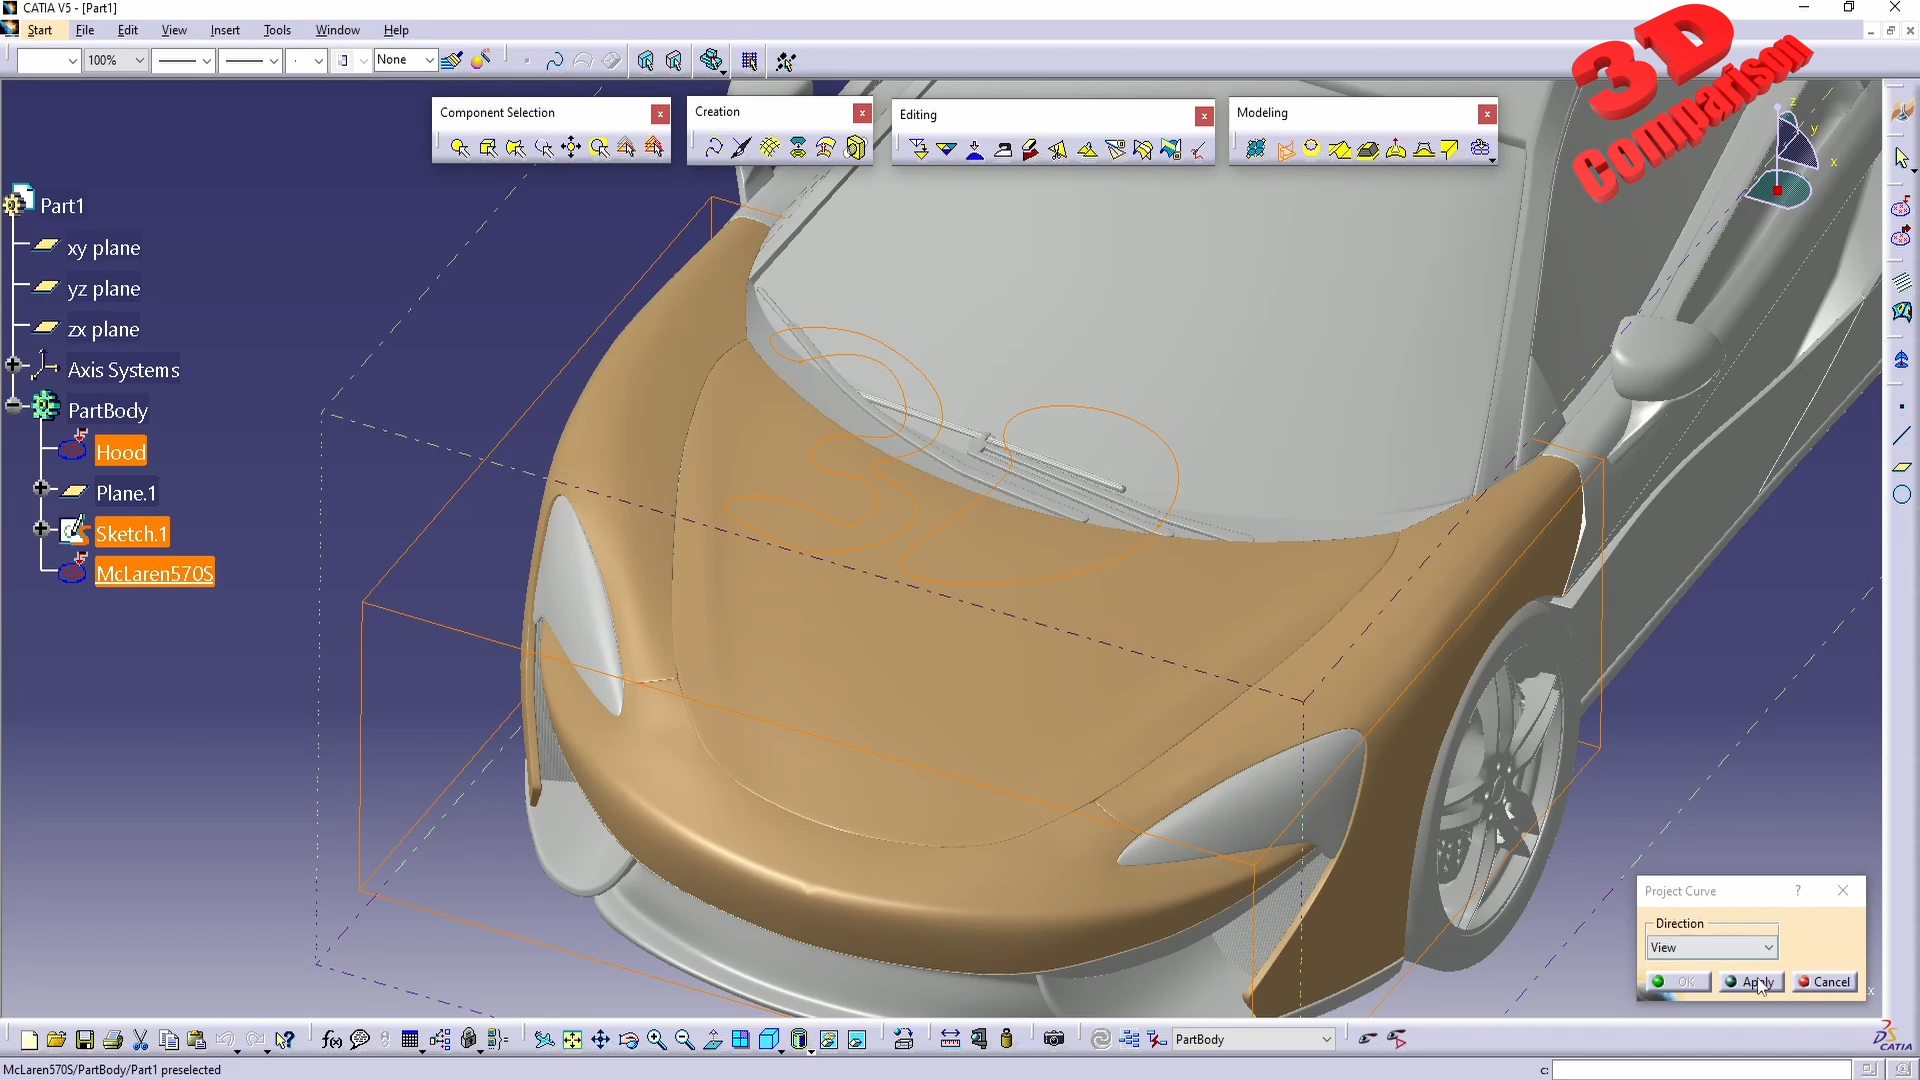 CATIA V5 - [Part1]
Start File Edit View Insert Tools Window Help
100% None
3D
Comparison
Component Selection
Creation
Editing
Modeling
z
y
x
Part1
xy plane
yz plane
zx plane
Axis Systems
PartBody
Hood
Plane.1
Sketch.1
McLaren570S
Project Curve ?
Direction
View
OK Apply Cancel
x
f(x)
PartBody
CATIA
McLaren570S/PartBody/Part1 preselected
c: